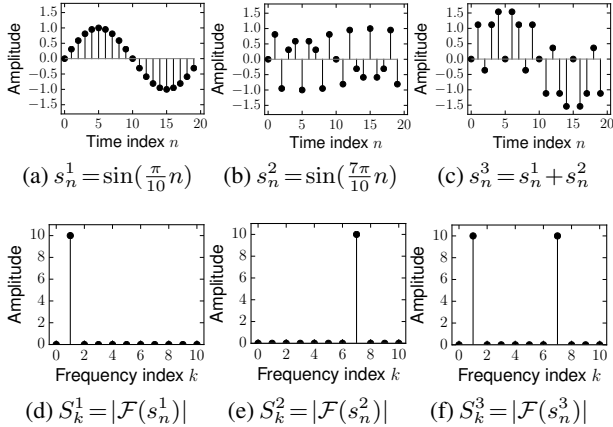 Amplitude
1.5
1.0
0.5
0.0
−0.5
−1.0
−1.5
0 5 10 15 20
Time index n
(a) s¹ₙ = sin(π/10 n)
Amplitude
1.5
1.0
0.5
0.0
−0.5
−1.0
−1.5
0 5 10 15 20
Time index n
(b) s²ₙ = sin(7π/10 n)
Amplitude
1.5
1.0
0.5
0.0
−0.5
−1.0
−1.5
0 5 10 15 20
Time index n
(c) s³ₙ = s¹ₙ + s²ₙ
Amplitude
10
8
6
4
2
0
0 2 4 6 8 10
Frequency index k
(d) S¹ₖ = |ℱ(s¹ₙ)|
Amplitude
10
8
6
4
2
0
0 2 4 6 8 10
Frequency index k
(e) S²ₖ = |ℱ(s²ₙ)|
Amplitude
10
8
6
4
2
0
0 2 4 6 8 10
Frequency index k
(f) S³ₖ = |ℱ(s³ₙ)|